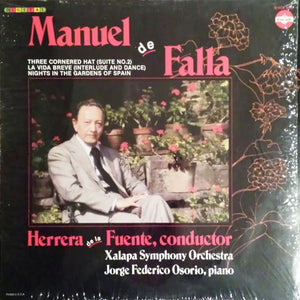 DIGITAL
Manuel
de
Falla
THREE CORNERED HAT (SUITE NO.2)
LA VIDA BREVE (INTERLUDE AND DANCE)
NIGHTS IN THE GARDENS OF SPAIN
Herrera de la Fuente, conductor
Xalapa Symphony Orchestra
Jorge Federico Osorio, piano